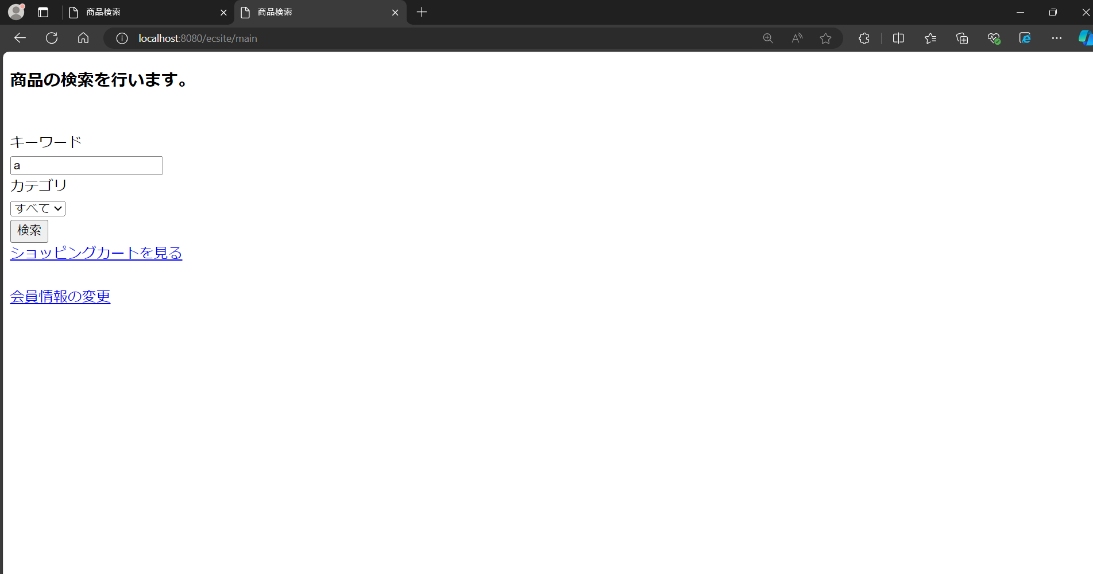 商品検索
商品検索
localhost:8080/ecsite/main
商品の検索を行います。
キーワード
a
カテゴリ
すべて
検索
ショッピングカートを見る
会員情報の変更